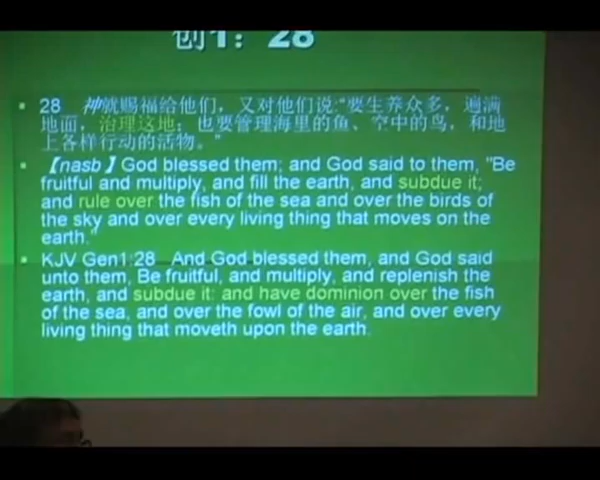 创1：28
28 神就赐福给他们，又对他们说:“要生养众多，遍满
地面，治理这地；也要管理海里的鱼、空中的鸟，和地
上各样行动的活物。”
【nasb】God blessed them; and God said to them, "Be
fruitful and multiply, and fill the earth, and subdue it;
and rule over the fish of the sea and over the birds of
the sky and over every living thing that moves on the
earth."
KJV Gen1:28 And God blessed them, and God said
unto them, Be fruitful, and multiply, and replenish the
earth, and subdue it: and have dominion over the fish
of the sea, and over the fowl of the air, and over every
living thing that moveth upon the earth.